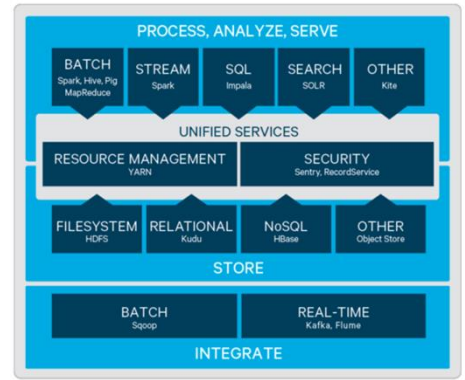 PROCESS, ANALYZE, SERVE
BATCH
Spark, Hive, Pig
MapReduce
STREAM
Spark
SQL
Impala
SEARCH
SOLR
OTHER
Kite
UNIFIED SERVICES
RESOURCE MANAGEMENT
YARN
SECURITY
Sentry, RecordService
FILESYSTEM
HDFS
RELATIONAL
Kudu
NoSQL
HBase
OTHER
Object Store
STORE
BATCH
Sqoop
REAL-TIME
Kafka, Flume
INTEGRATE